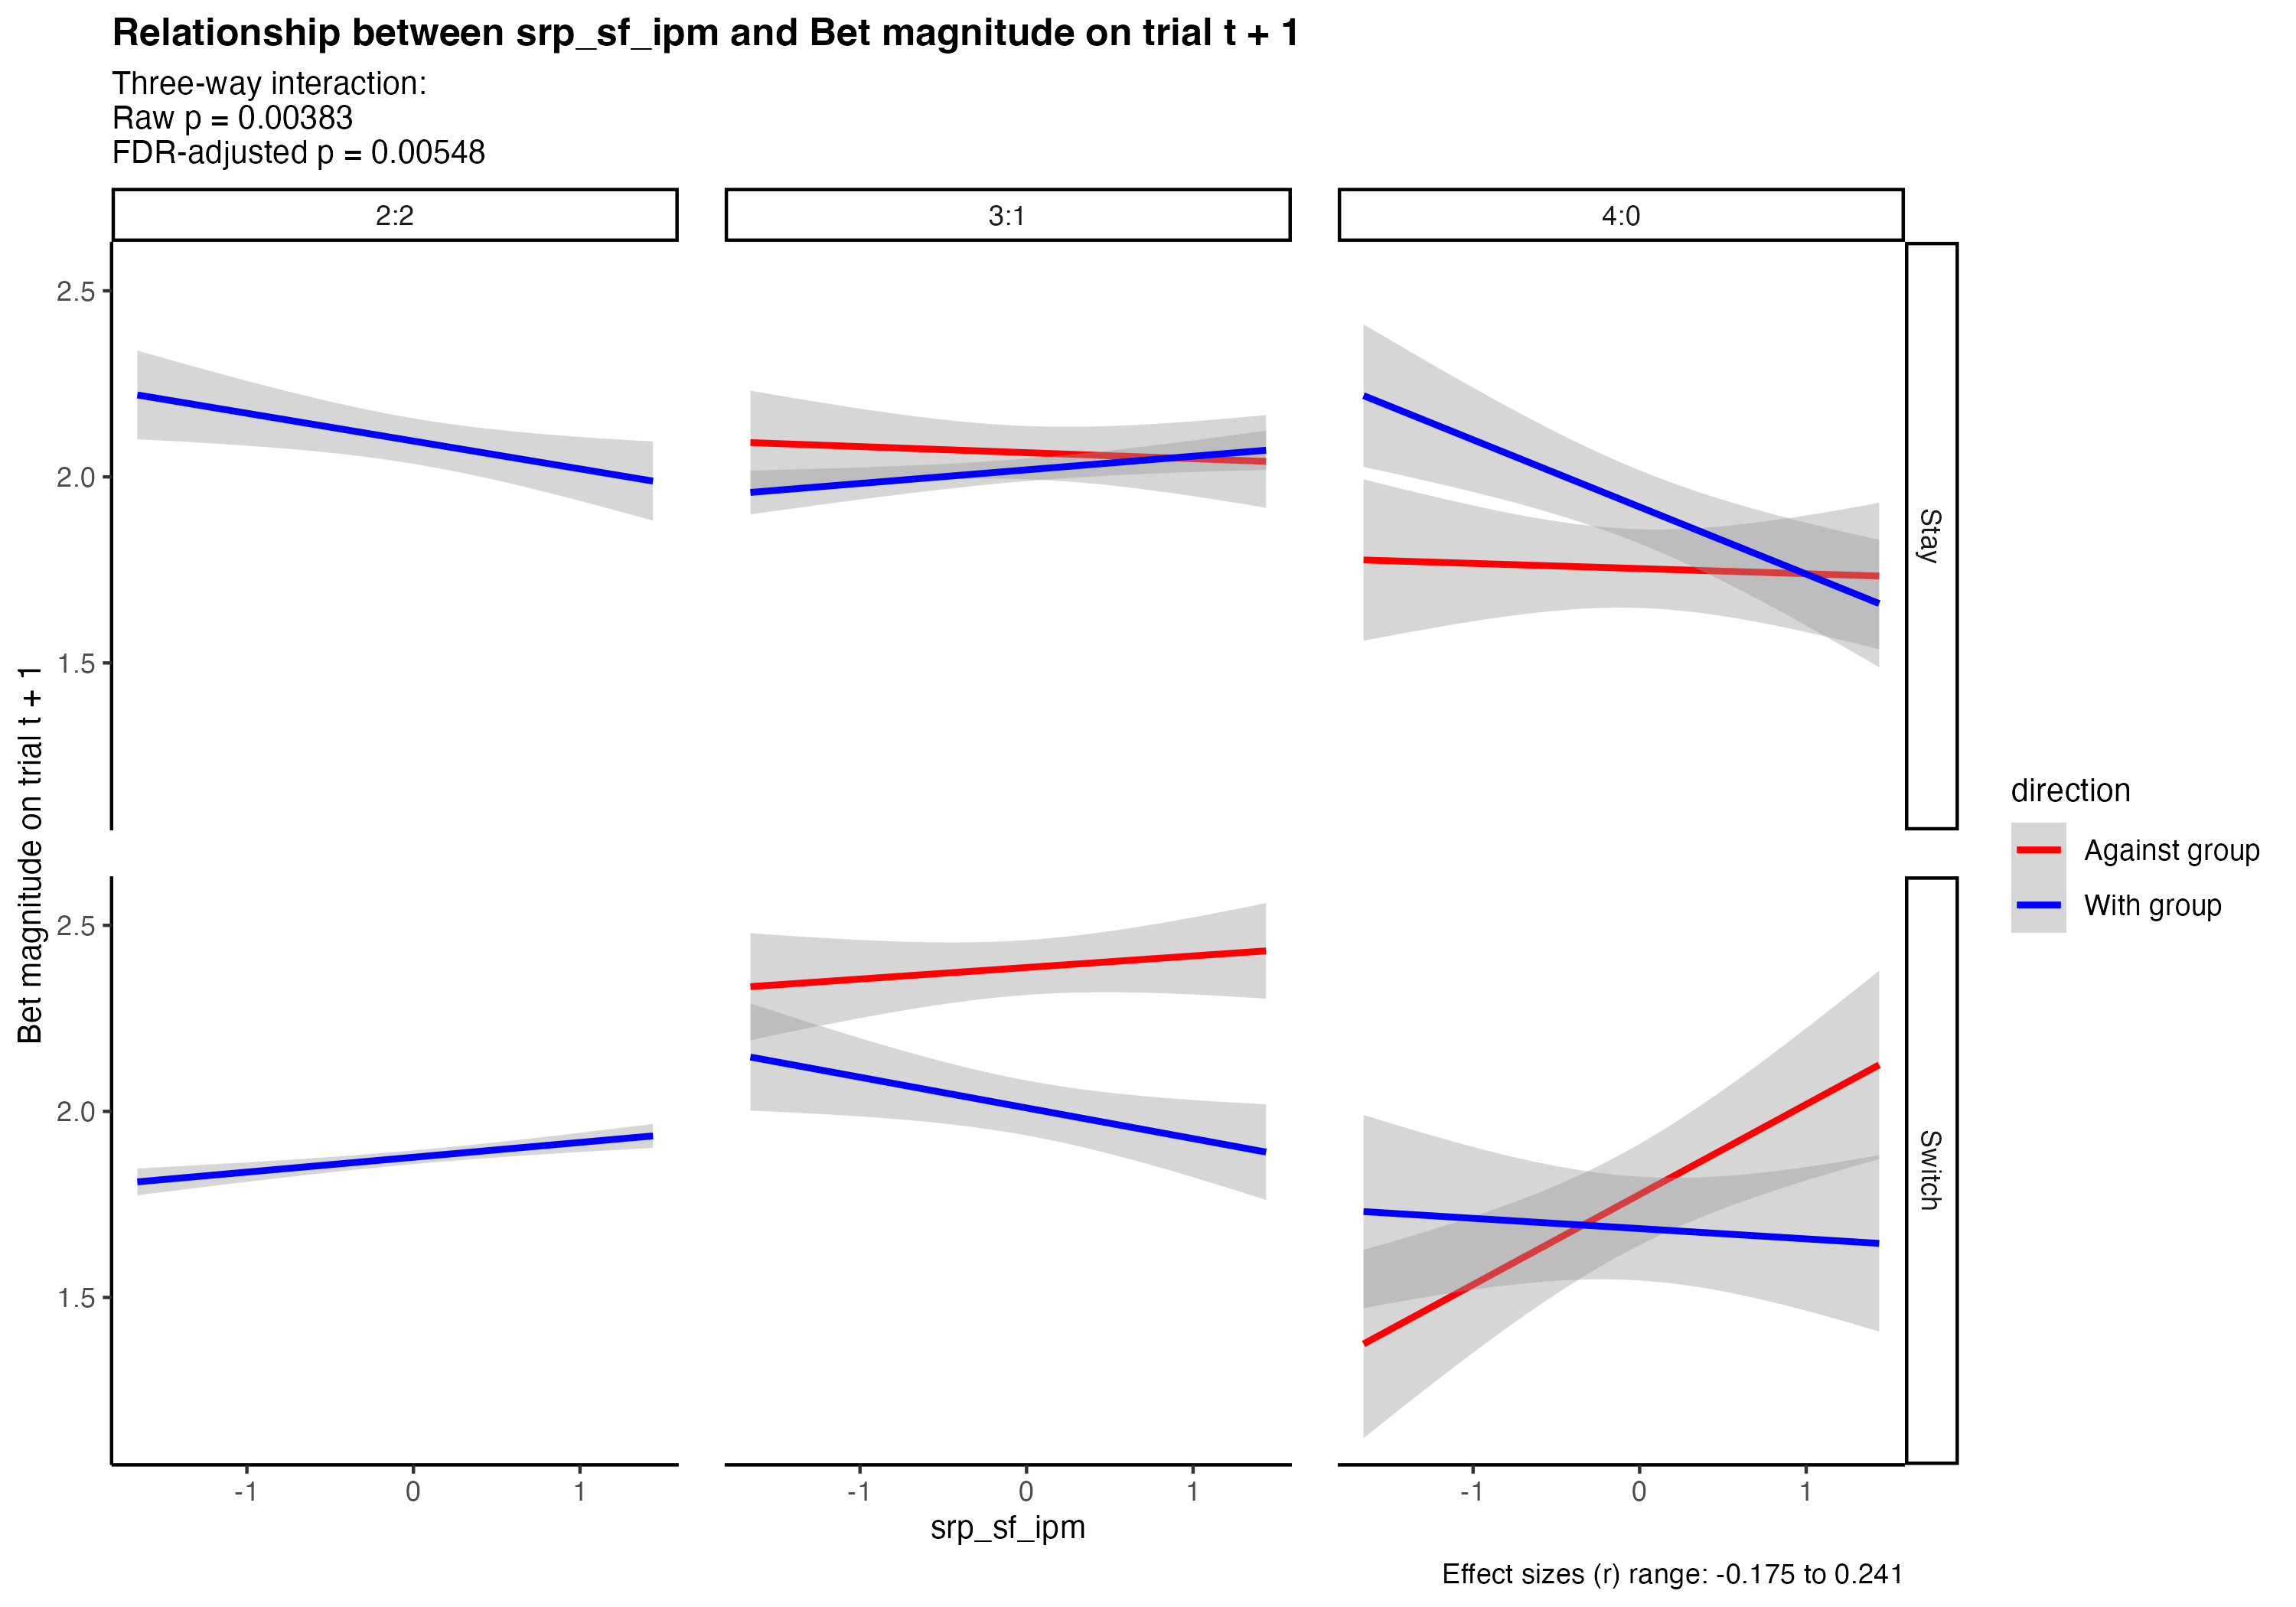 Relationship between srp_sf_ipm and Bet magnitude on trial t + 1
Three-way interaction:
Raw p = 0.00383
FDR-adjusted p = 0.00548
2:2
3:1
4:0
2.5
2.0
1.5
Stay
Bet magnitude on trial t + 1
direction
Against group
With group
2.5
2.0
1.5
Switch
-1
0
1
-1
0
1
-1
0
1
srp_sf_ipm
Effect sizes (r) range: -0.175 to 0.241